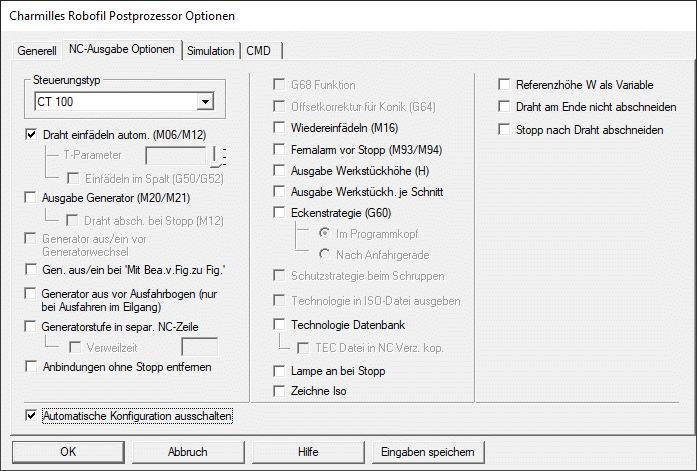 Charmilles Robofil Postprozessor Optionen
Generell
NC-Ausgabe Optionen
Simulation
CMD
Steuerungstyp
CT 100
Draht einfädeln autom. (M06/M12)
T-Parameter
Einfädeln im Spalt (G50/G52)
Ausgabe Generator (M20/M21)
Draht absch. bei Stopp (M12)
Generator aus/ein vor
Generatorwechsel
Gen. aus/ein bei 'Mit Bea.v.Fig.zu Fig.'
Generator aus vor Ausfahrbogen (nur
bei Ausfahren im Eilgang)
Generatorstufe in separ. NC-Zeile
Verweilzeit
Anbindungen ohne Stopp entfernen
G68 Funktion
Offsetkorrektur für Konik (G64)
Wiedereinfädeln (M16)
Fernalarm vor Stopp (M93/M94)
Ausgabe Werkstückhöhe (H)
Ausgabe Werkstückh. je Schnitt
Eckenstrategie (G60)
Im Programmkopf
Nach Anfahrgerade
Schutzstrategie beim Schruppen
Technologie in ISO-Datei ausgeben
Technologie Datenbank
TEC Datei in NC Verz. kop.
Lampe an bei Stopp
Zeichne Iso
Referenzhöhe W als Variable
Draht am Ende nicht abschneiden
Stopp nach Draht abschneiden
Automatische Konfiguration ausschalten
OK
Abbruch
Hilfe
Eingaben speichern